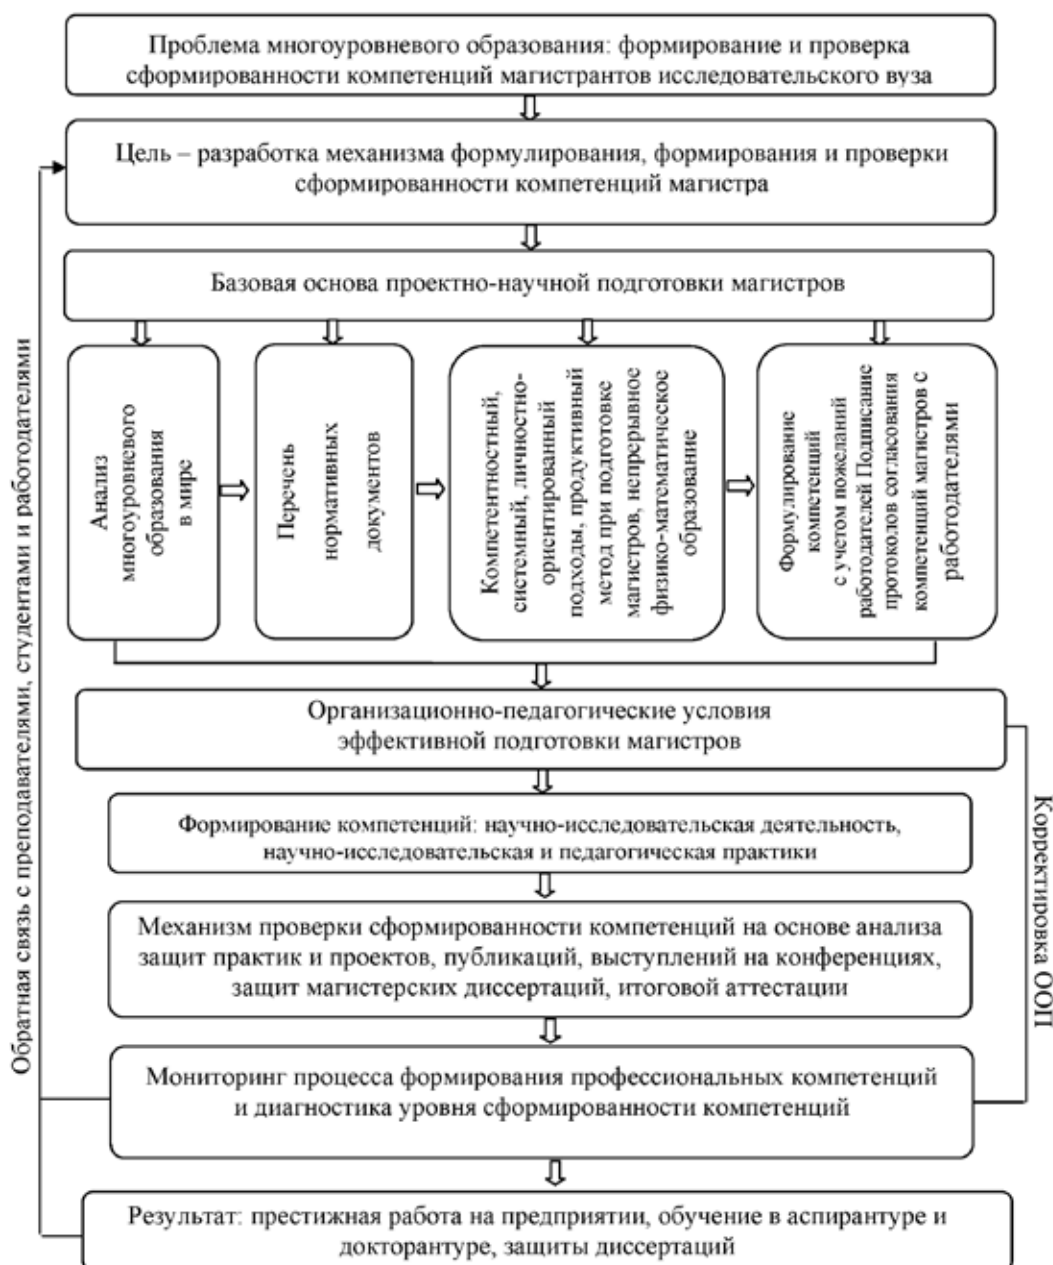 Проблема многоуровневого образования: формирование и проверка
сформированности компетенций магистрантов исследовательского вуза
Цель – разработка механизма формулирования, формирования и проверки
сформированности компетенций магистра
Базовая основа проектно-научной подготовки магистров
Анализ
многоуровневого
образования
в мире
Перечень
нормативных
документов
Компетентностный,
системный, личностно-
ориснтированный
подходы, продуктивный
метод при подготовке
магистров, нспрерывнос
физико-математическое
образование
Формулирование
компетенций
с учетом пожеланий
работодателей Подписание
протоколов согласования
компетенций магистров с
работодателями
Организационно-педагогические условия
эффективной подготовки магистров
Формирование компетенций: научно-исследовательская деятельность,
научно-исследовательская и педагогическая практики
Механизм проверки сформированности компетенций на основе анализа
защит практик и проектов, публикаций, выступлений на конференциях,
защит магистерских диссертаций, итоговой аттестации
Мониторинг процесса формирования профессиональных компетенций
и диагностика уровня сформированности компетенций
Результат: престижная работа на предприятии, обучение в аспирантуре и
докторантуре, защиты диссертаций
Обратная связь с преподавателями, студентами и работодателями
Корректировка ООП